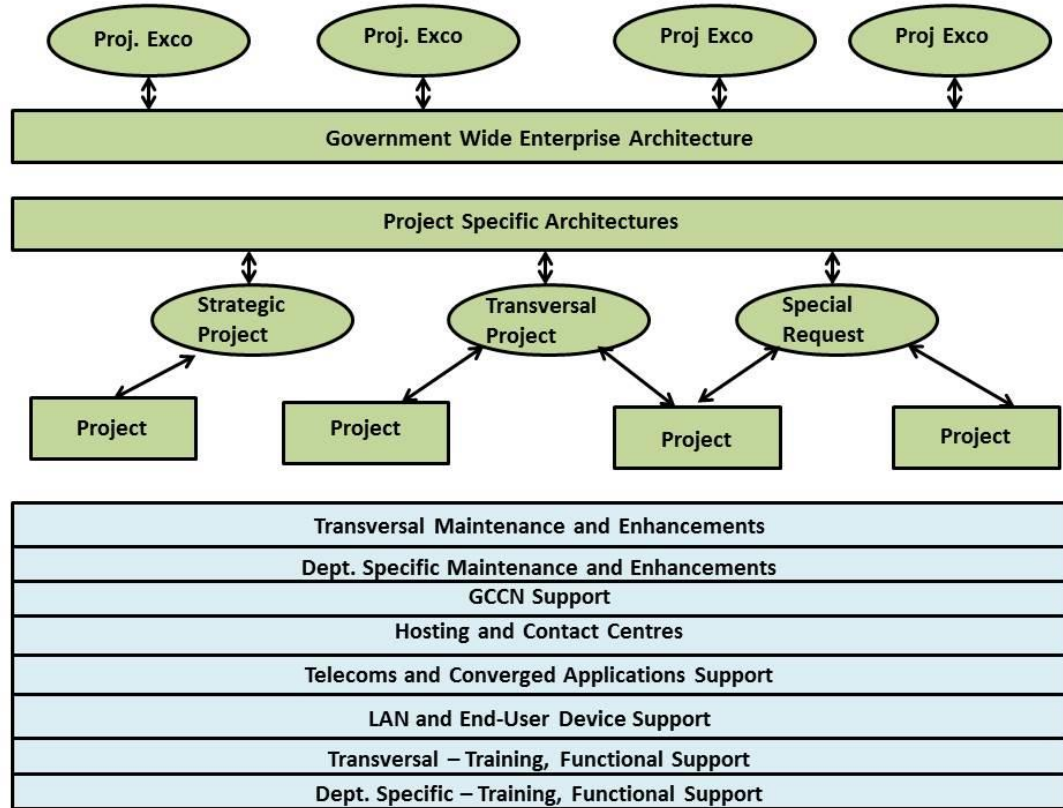 Proj. Exco
Proj. Exco
Proj Exco
Proj Exco
Government Wide Enterprise Architecture
Project Specific Architectures
Strategic
Project
Transversal
Project
Special
Request
Project
Project
Project
Project
Transversal Maintenance and Enhancements
Dept. Specific Maintenance and Enhancements
GCCN Support
Hosting and Contact Centres
Telecoms and Converged Applications Support
LAN and End-User Device Support
Transversal – Training, Functional Support
Dept. Specific – Training, Functional Support